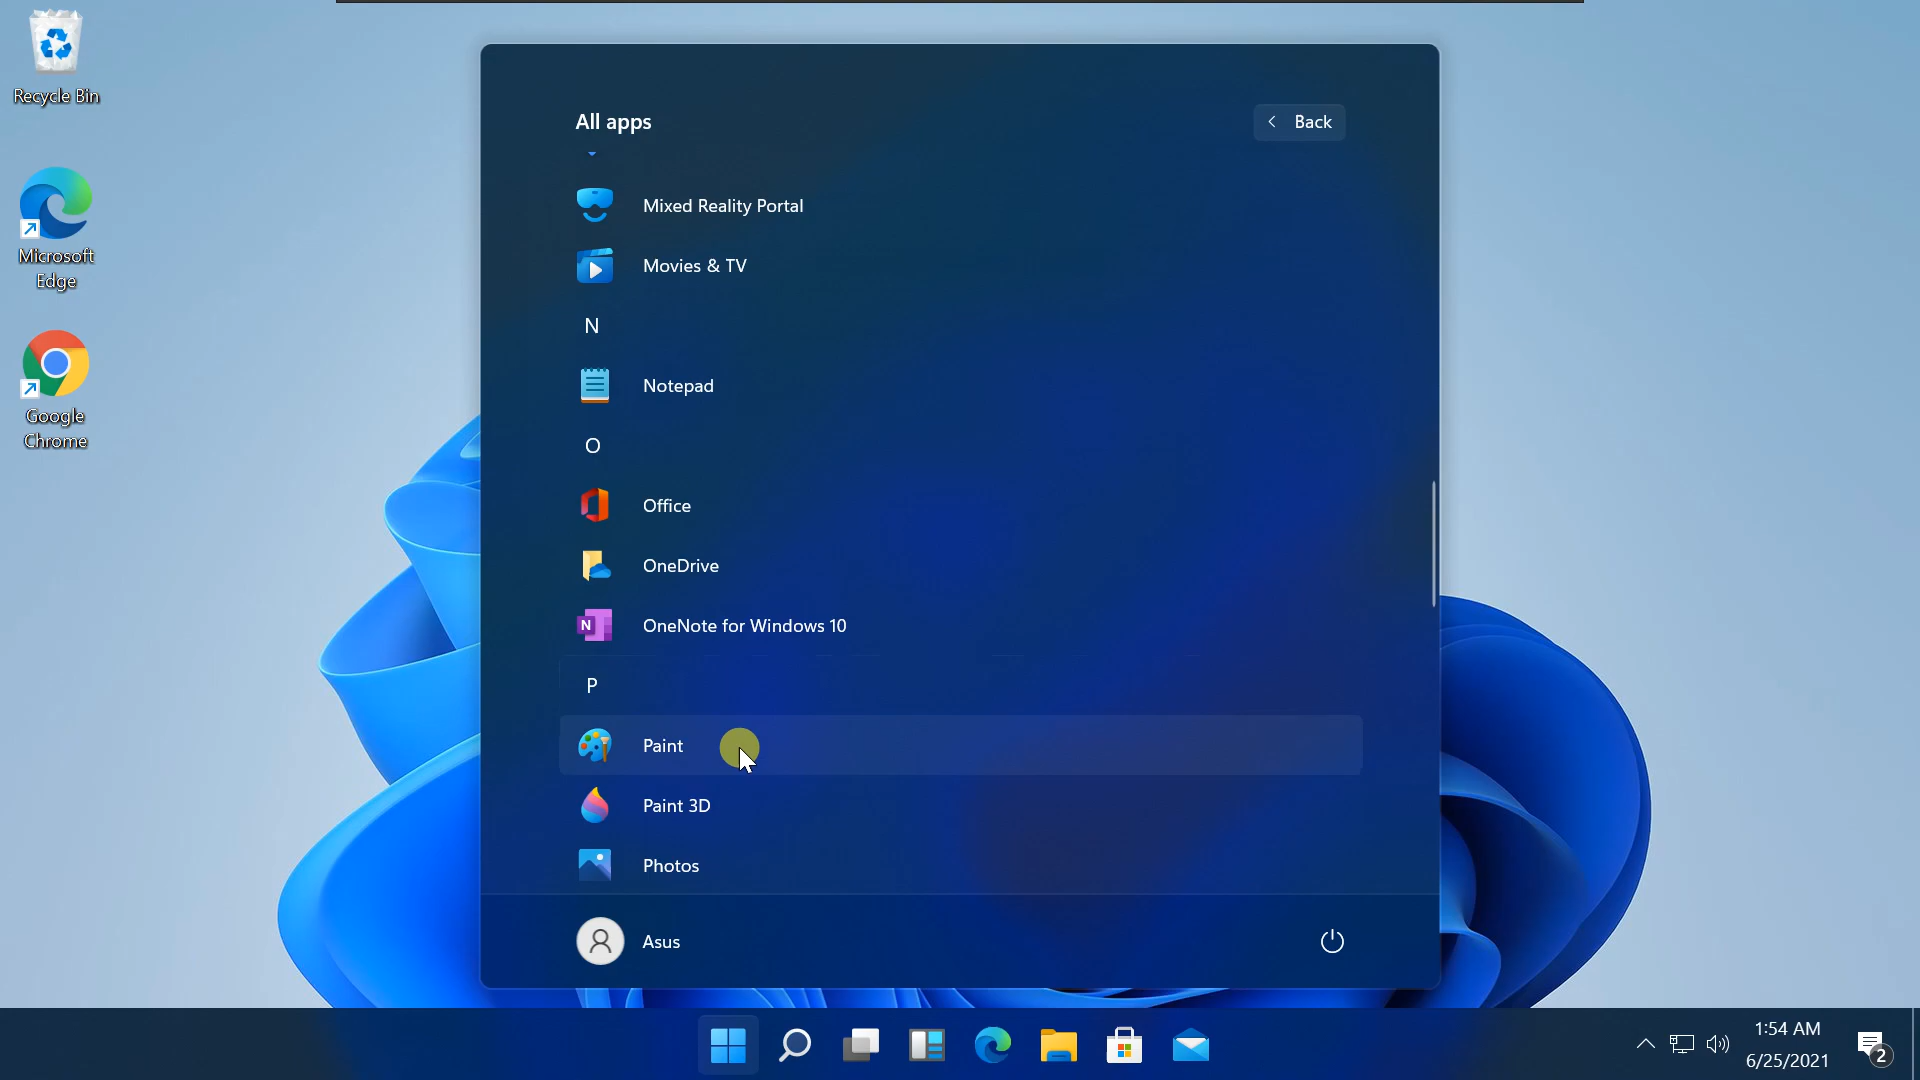 Recycle Bin
Microsoft
Edge
Google
Chrome
All apps
Back
Mixed Reality Portal
Movies & TV
N
Notepad
O
Office
OneDrive
N
OneNote for Windows 10
P
Paint
Paint 3D
Photos
Asus
1:54 AM
6/25/2021
2